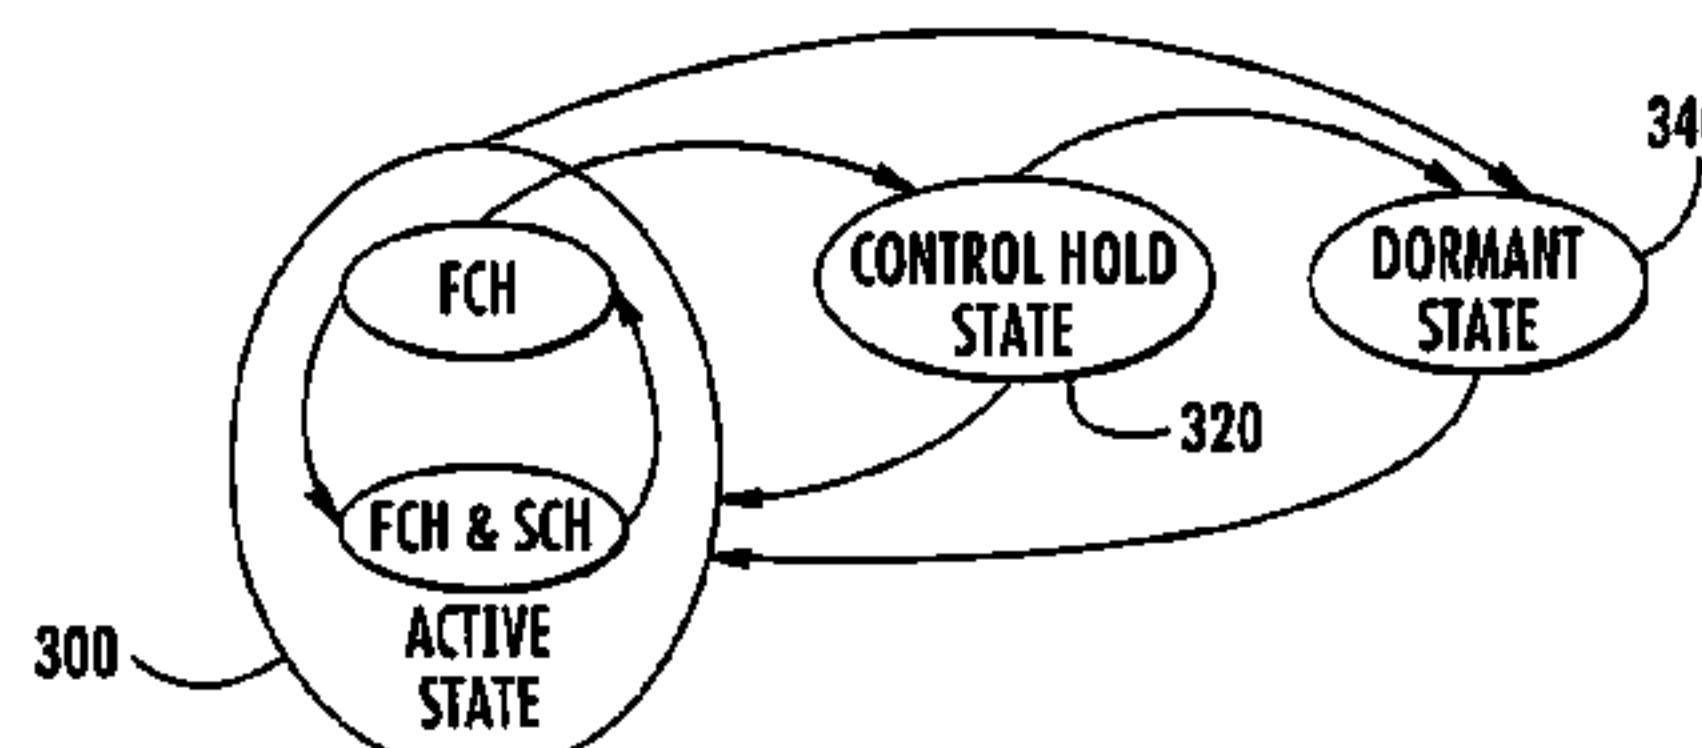 FCH
CONTROL HOLD
STATE
DORMANT
STATE
320
FCH & SCH
ACTIVE
STATE
300